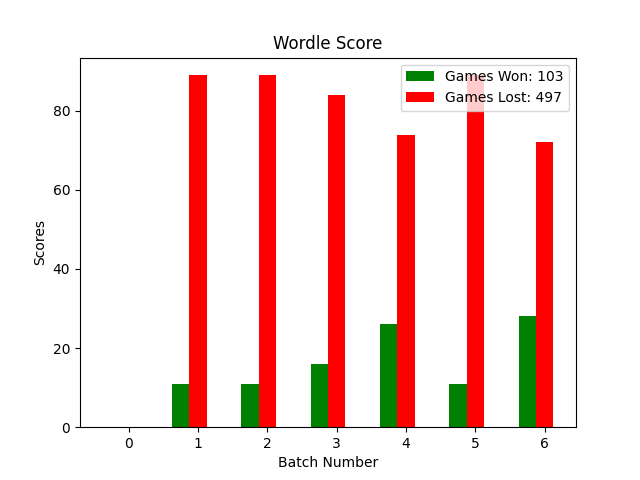 Wordle Score
Games Won: 103
Games Lost: 497
80
60
40
20
0
Scores
0 1 2 3 4 5 6
Batch Number